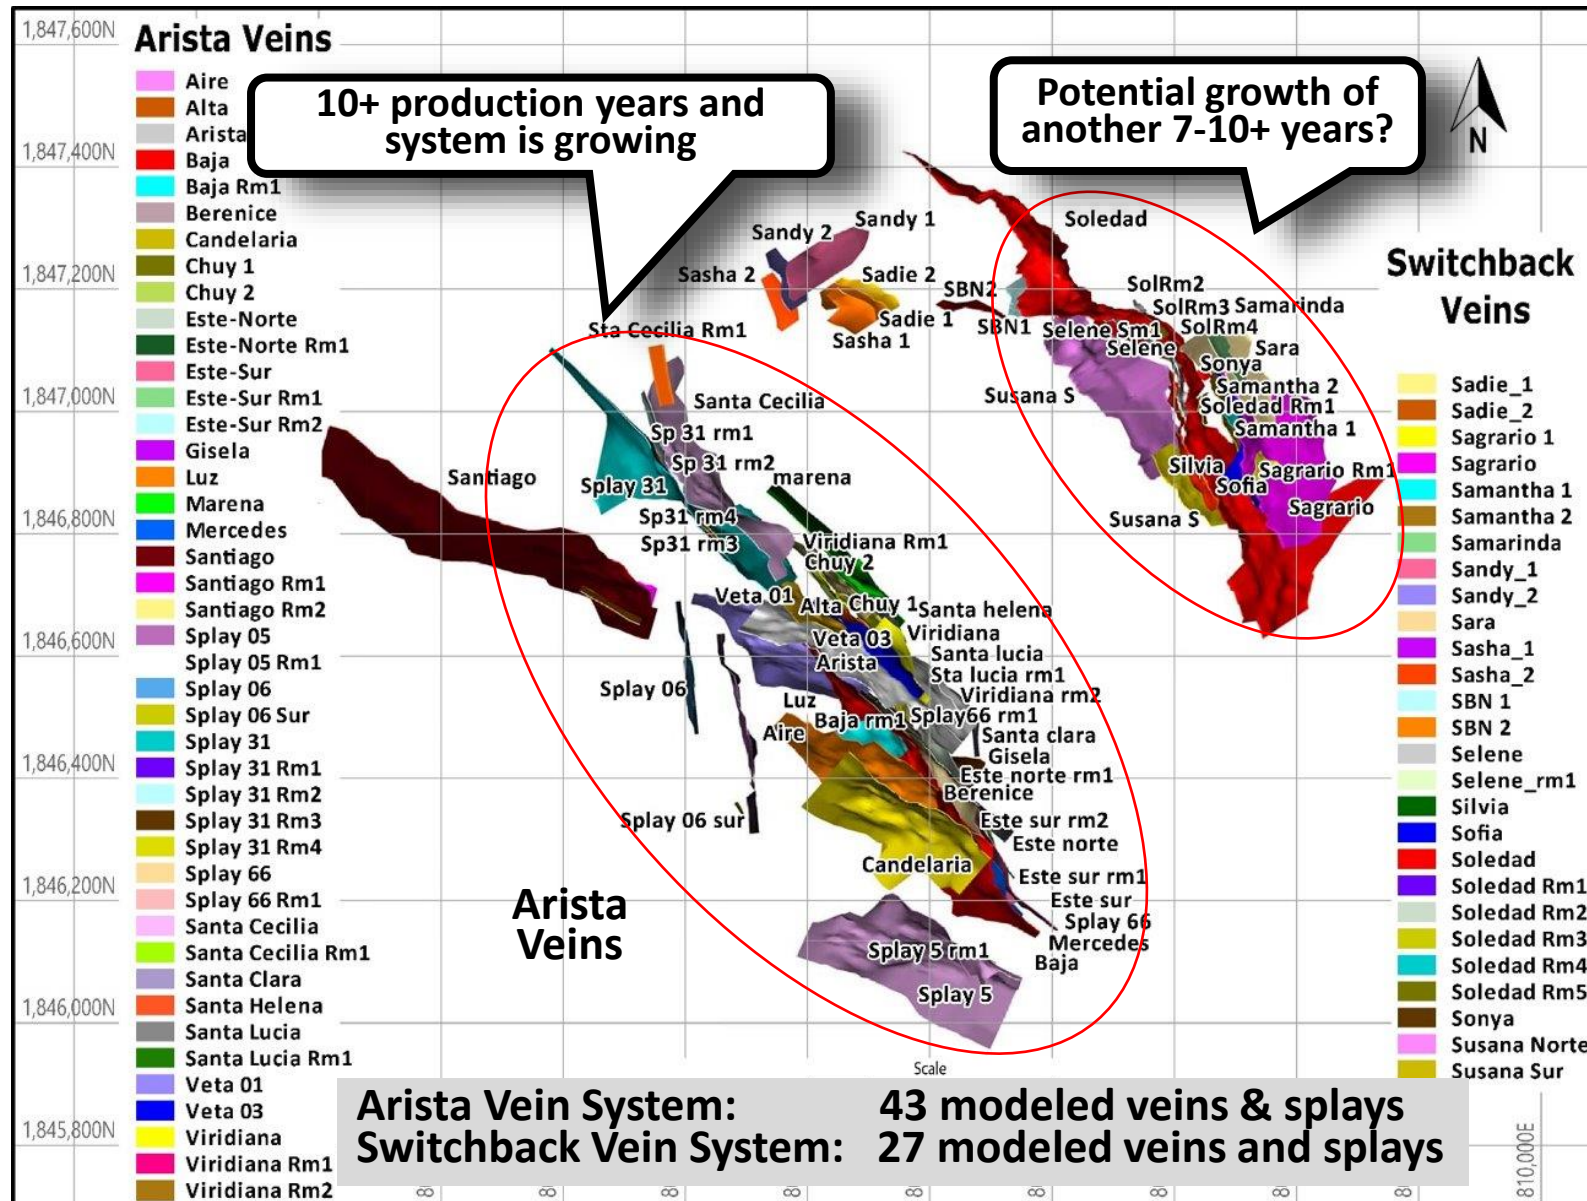 1,847,600N
1,847,400N
1,847,200N
1,847,000N
1,846,800N
1,846,600N
1,846,400N
1,846,200N
1,846,000N
1,845,800N
Arista Veins
Aire
Alta
Arista
Baja
Baja Rm1
Berenice
Candelaria
Chuy 1
Chuy 2
Este-Norte
Este-Norte Rm1
Este-Sur
Este-Sur Rm1
Este-Sur Rm2
Gisela
Luz
Marena
Mercedes
Santiago
Santiago Rm1
Santiago Rm2
Splay 05
Splay 05 Rm1
Splay 06
Splay 06 Sur
Splay 31
Splay 31 Rm1
Splay 31 Rm2
Splay 31 Rm3
Splay 31 Rm4
Splay 66
Splay 66 Rm1
Santa Cecilia
Santa Cecilia Rm1
Santa Clara
Santa Helena
Santa Lucia
Santa Lucia Rm1
Veta 01
Veta 03
Viridiana
Viridiana Rm1
Viridiana Rm2
10+ production years and
system is growing
Potential growth of
another 7-10+ years?
N
Sandy 1
Sandy 2
Sasha 2
Sadie 2
Sadie 1
Sasha 1
SBN2
SBN1
Soledad
SolRm2
SolRm3
Samarinda
SolRm4
Selene Sm1
Selene
Sara
Sonya
Samantha 2
Susana S
Soledad Rm1
Samantha 1
Silvia
Sagrario Rm1
Sofia
Sagrario
Susana S
Sta Cecilia Rm1
Santa Cecilia
Sp 31 rm1
Sp 31 rm2
marena
Santiago
Splay 31
Sp31 rm4
Sp31 rm3
Viridiana Rm1
Chuy 2
Veta 01
Alta
Chuy 1
Santa helena
Veta 03
Viridiana
Arista
Santa lucia
Sta lucia rm1
Splay 06
Viridiana rm2
Luz
Baja rm1
Splay66 rm1
Aire
Santa clara
Gisela
Este norte rm1
Berenice
Splay 06 sur
Este sur rm2
Este norte
Candelaria
Este sur rm1
Este sur
Splay 66
Mercedes
Baja
Arista
Veins
Splay 5 rm1
Splay 5
Scale
Switchback
Veins
Sadie_1
Sadie_2
Sagrario 1
Sagrario
Samantha 1
Samantha 2
Samarinda
Sandy_1
Sandy_2
Sara
Sasha_1
Sasha_2
SBN 1
SBN 2
Selene
Selene_rm1
Silvia
Sofia
Soledad
Soledad Rm1
Soledad Rm2
Soledad Rm3
Soledad Rm4
Soledad Rm5
Sonya
Susana Norte
Susana Sur
Arista Vein System: 43 modeled veins & splays
Switchback Vein System: 27 modeled veins and splays
810,000E